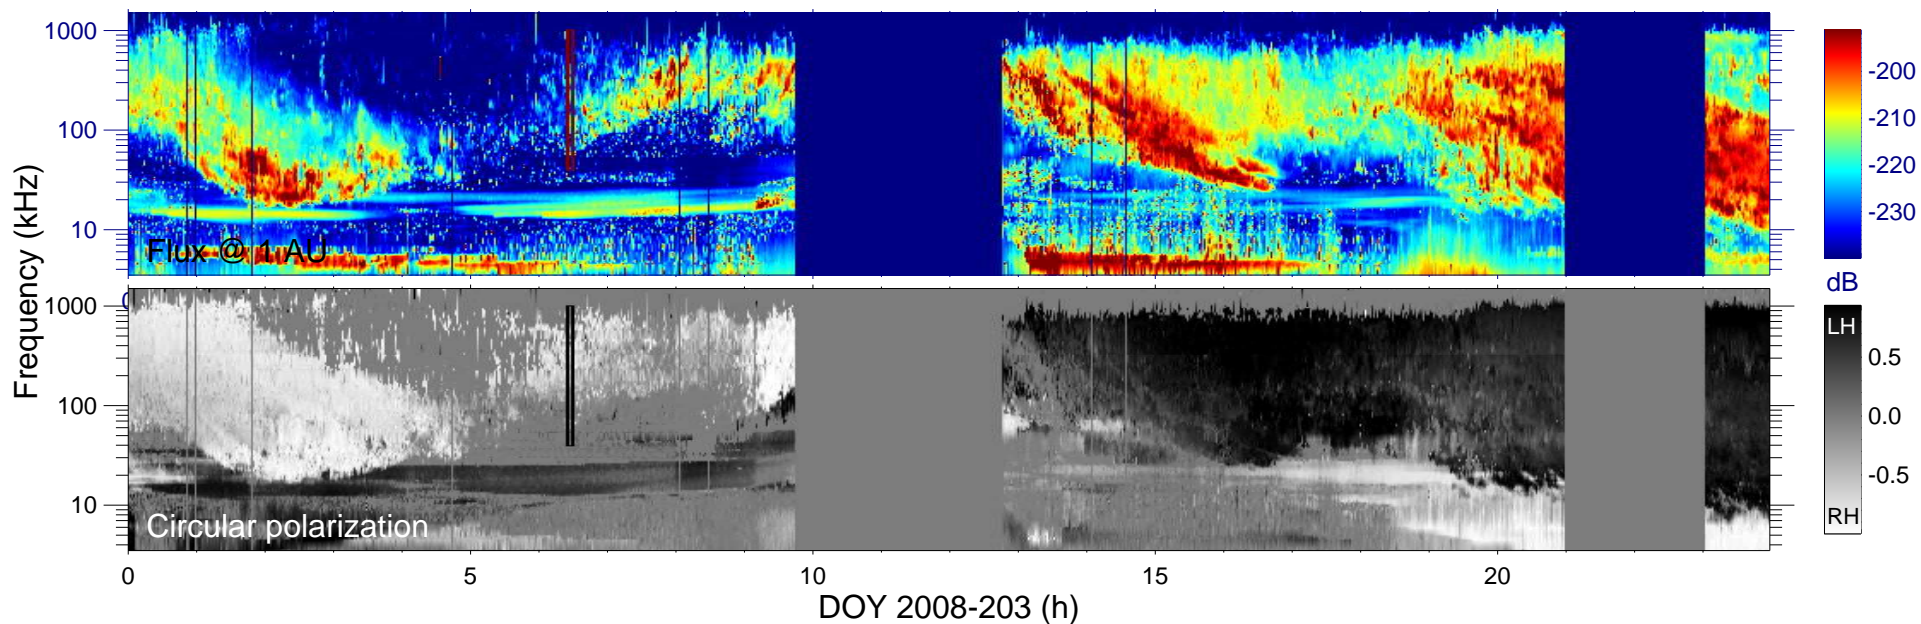 1000
100
10
Flux @ 1 AU
-200
-210
-220
-230
dB
Frequency (kHz)
0
1000
100
10
Circular polarization
LH
0.5
0.0
-0.5
RH
0 5 10 15 20
DOY 2008-203 (h)